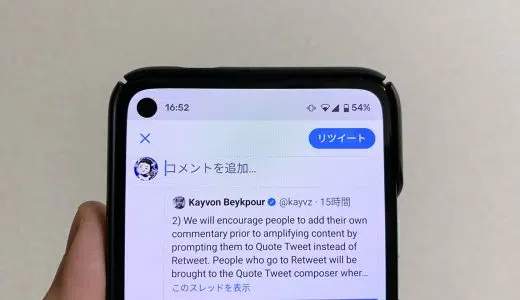 16:52 54%
リツイート
コメントを追加...
Kayvon Beykpour @kayvz · 15時間
2) We will encourage people to add their own
commentary prior to amplifying content by
prompting them to Quote Tweet instead of
Retweet. People who go to Retweet will be
brought to the Quote Tweet composer wher...
このスレッドを表示